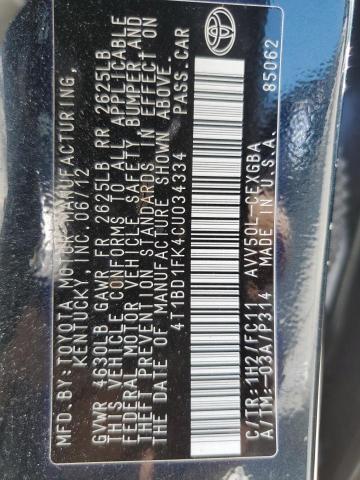 MFD.BY: TOYOTA MOTOR MANUFACTURING,
KENTUCKY, INC. 06/12
GVWR 4630LB GAWR FR 2625LB RR 2625LB
THIS VEHICLE CONFORMS TO ALL APPLICABLE
FEDERAL MOTOR VEHICLE SAFETY, BUMPER AND
THEFT PREVENTION STANDARDS IN EFFECT ON
THE DATE OF MANUFACTURE SHOWN ABOVE.
4T1BD1FK4CU034334 PASS.CAR
C/TR:1H2/FC11 AVV50L-CEXGBA
A/TM:-03A/P314 MADE IN U.S.A. 85062